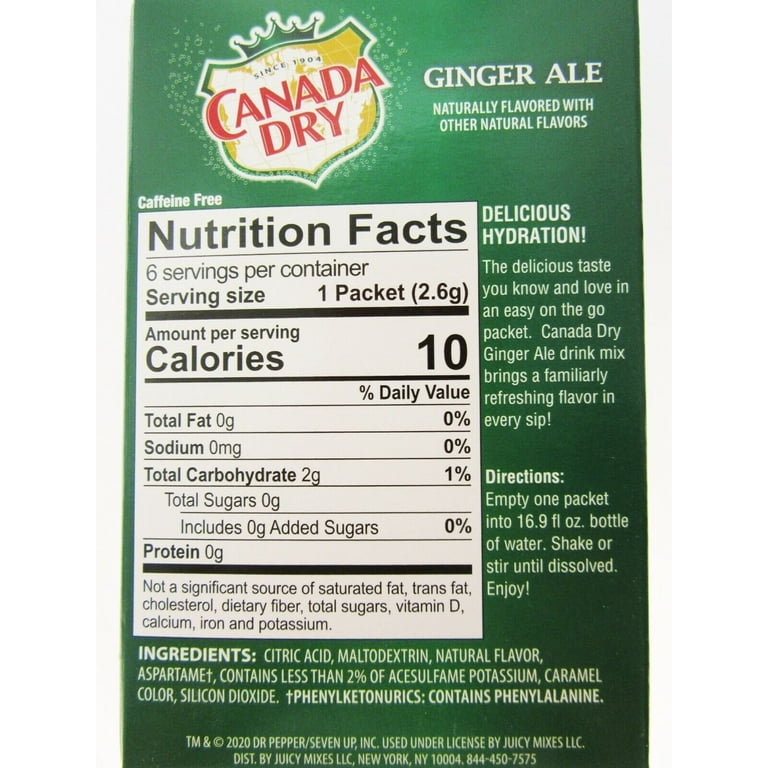 SINCE 1904
CANADA
DRY
GINGER ALE
NATURALLY FLAVORED WITH
OTHER NATURAL FLAVORS
Caffeine Free
Nutrition Facts
6 servings per container
Serving size 1 Packet (2.6g)
Amount per serving
Calories 10
% Daily Value
Total Fat 0g 0%
Sodium 0mg 0%
Total Carbohydrate 2g 1%
Total Sugars 0g
Includes 0g Added Sugars 0%
Protein 0g
Not a significant source of saturated fat, trans fat,
cholesterol, dietary fiber, total sugars, vitamin D,
calcium, iron and potassium.
DELICIOUS
HYDRATION!
The delicious taste
you know and love in
an easy on the go
packet. Canada Dry
Ginger Ale drink mix
brings a familiarly
refreshing flavor in
every sip!
Directions:
Empty one packet
into 16.9 fl oz. bottle
of water. Shake or
stir until dissolved.
Enjoy!
INGREDIENTS: CITRIC ACID, MALTODEXTRIN, NATURAL FLAVOR,
ASPARTAME†, CONTAINS LESS THAN 2% OF ACESULFAME POTASSIUM, CARAMEL
COLOR, SILICON DIOXIDE. †PHENYLKETONURICS: CONTAINS PHENYLALANINE.
TM & © 2020 DR PEPPER/SEVEN UP, INC. USED UNDER LICENSE BY JUICY MIXES LLC.
DIST. BY JUICY MIXES LLC, NEW YORK, NY 10004. 844-450-7575